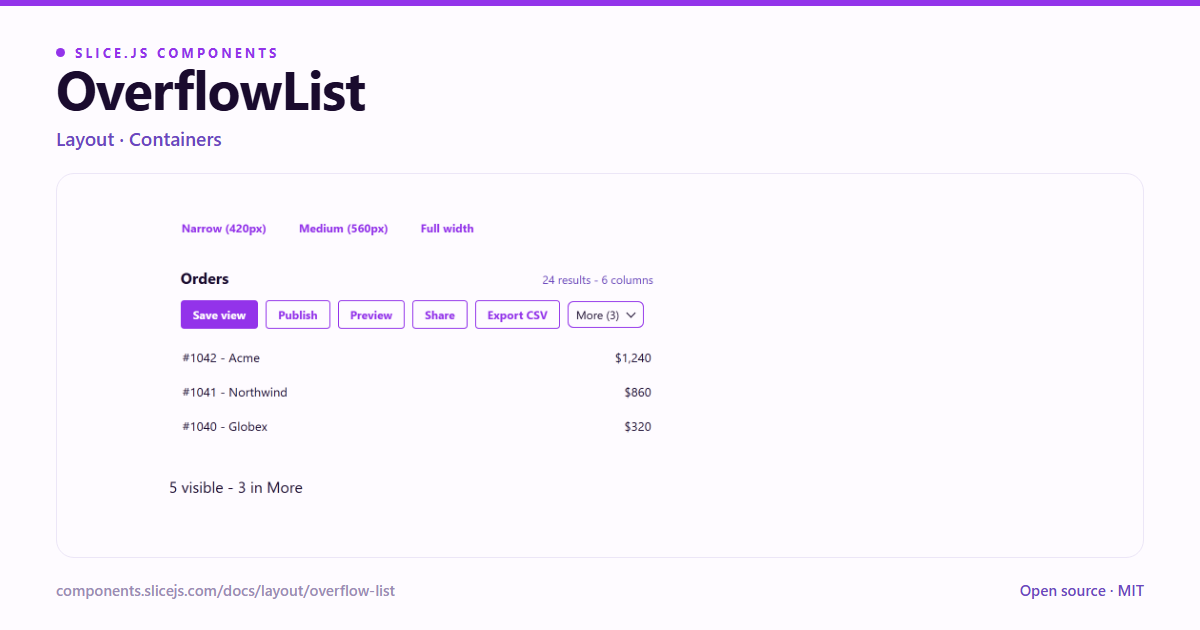 SLICE.JS COMPONENTS
OverflowList
Layout · Containers
Narrow (420px) Medium (560px) Full width
Orders 24 results - 6 columns
Save view Publish Preview Share Export CSV More (3)
#1042 - Acme $1,240
#1041 - Northwind $860
#1040 - Globex $320
5 visible - 3 in More
components.slicejs.com/docs/layout/overflow-list Open source · MIT